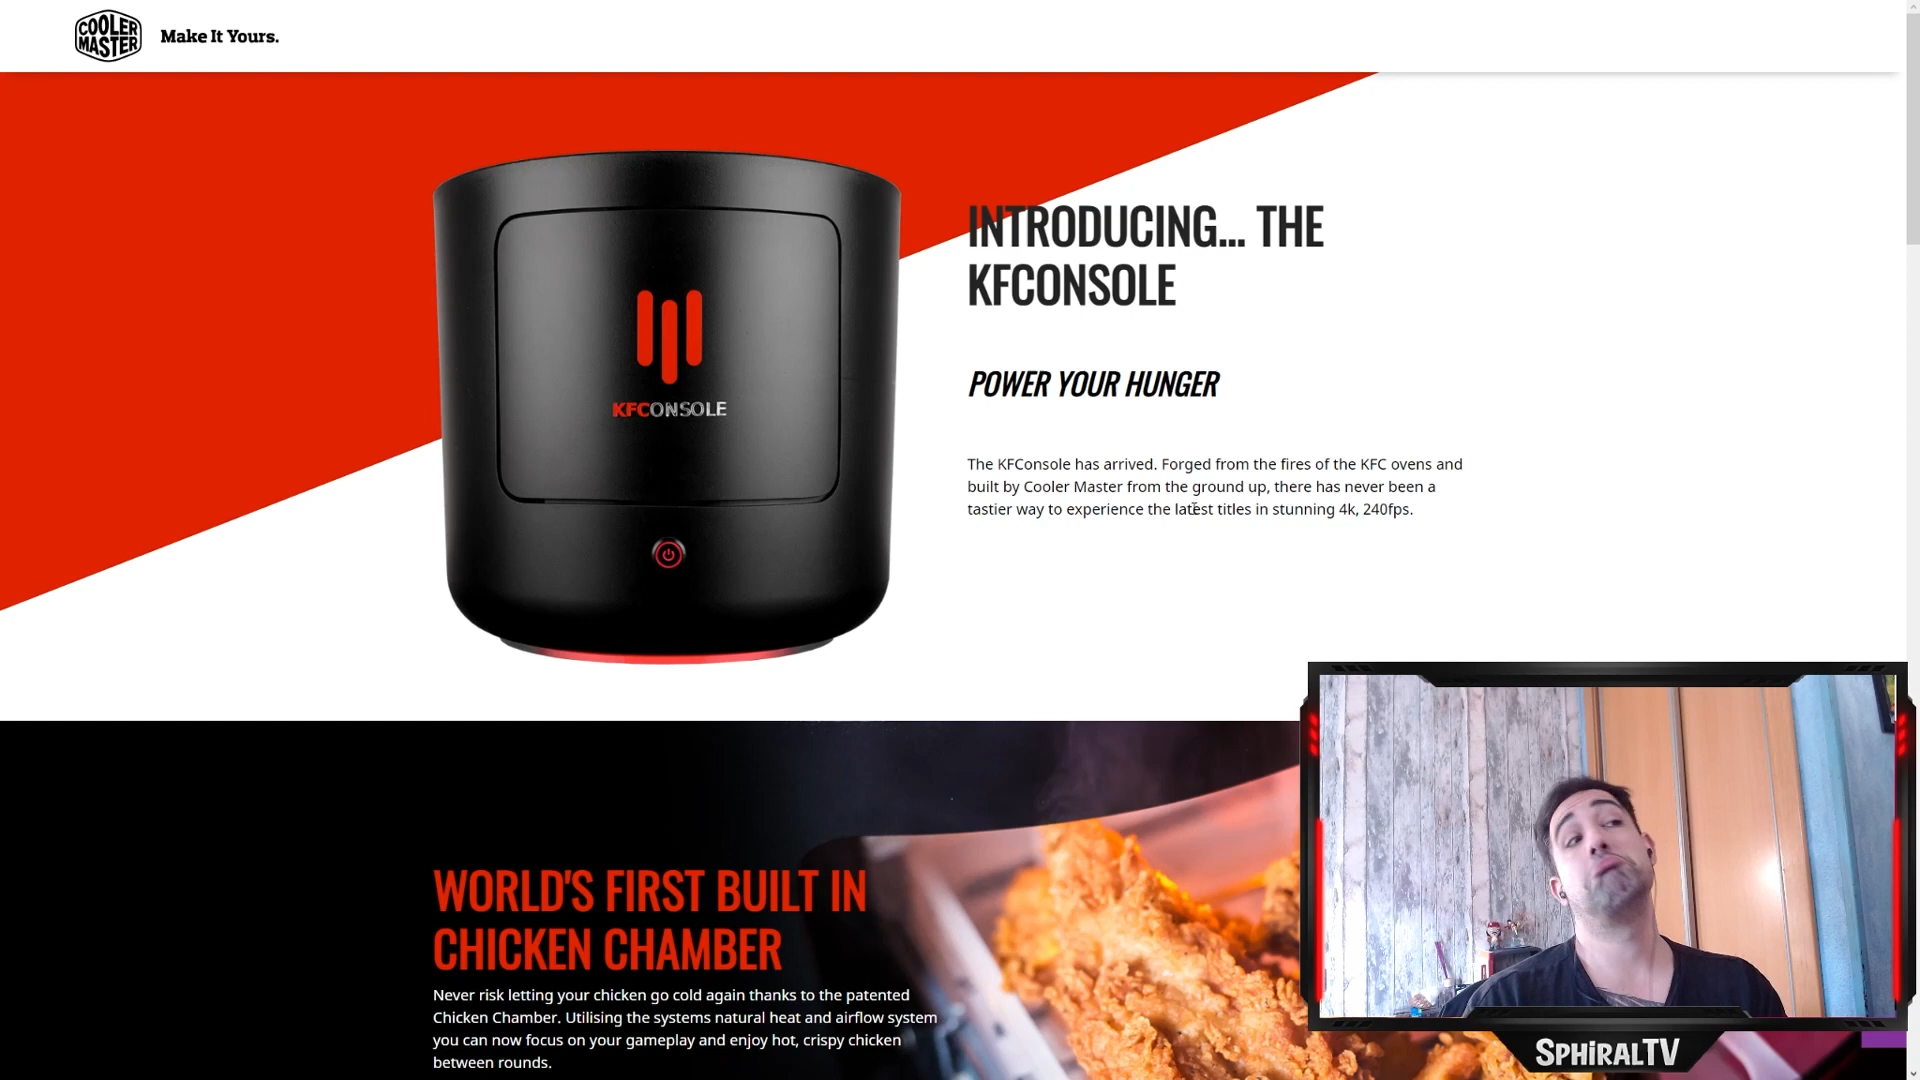 COOLER
MASTER
Make It Yours.
INTRODUCING... THE
KFCONSOLE
POWER YOUR HUNGER
The KFConsole has arrived. Forged from the fires of the KFC ovens and
built by Cooler Master from the ground up, there has never been a
tastier way to experience the latest titles in stunning 4k, 240fps.
KFCONSOLE
WORLD'S FIRST BUILT IN
CHICKEN CHAMBER
Never risk letting your chicken go cold again thanks to the patented
Chicken Chamber. Utilising the systems natural heat and airflow system
you can now focus on your gameplay and enjoy hot, crispy chicken
between rounds.
SPHiRALTV